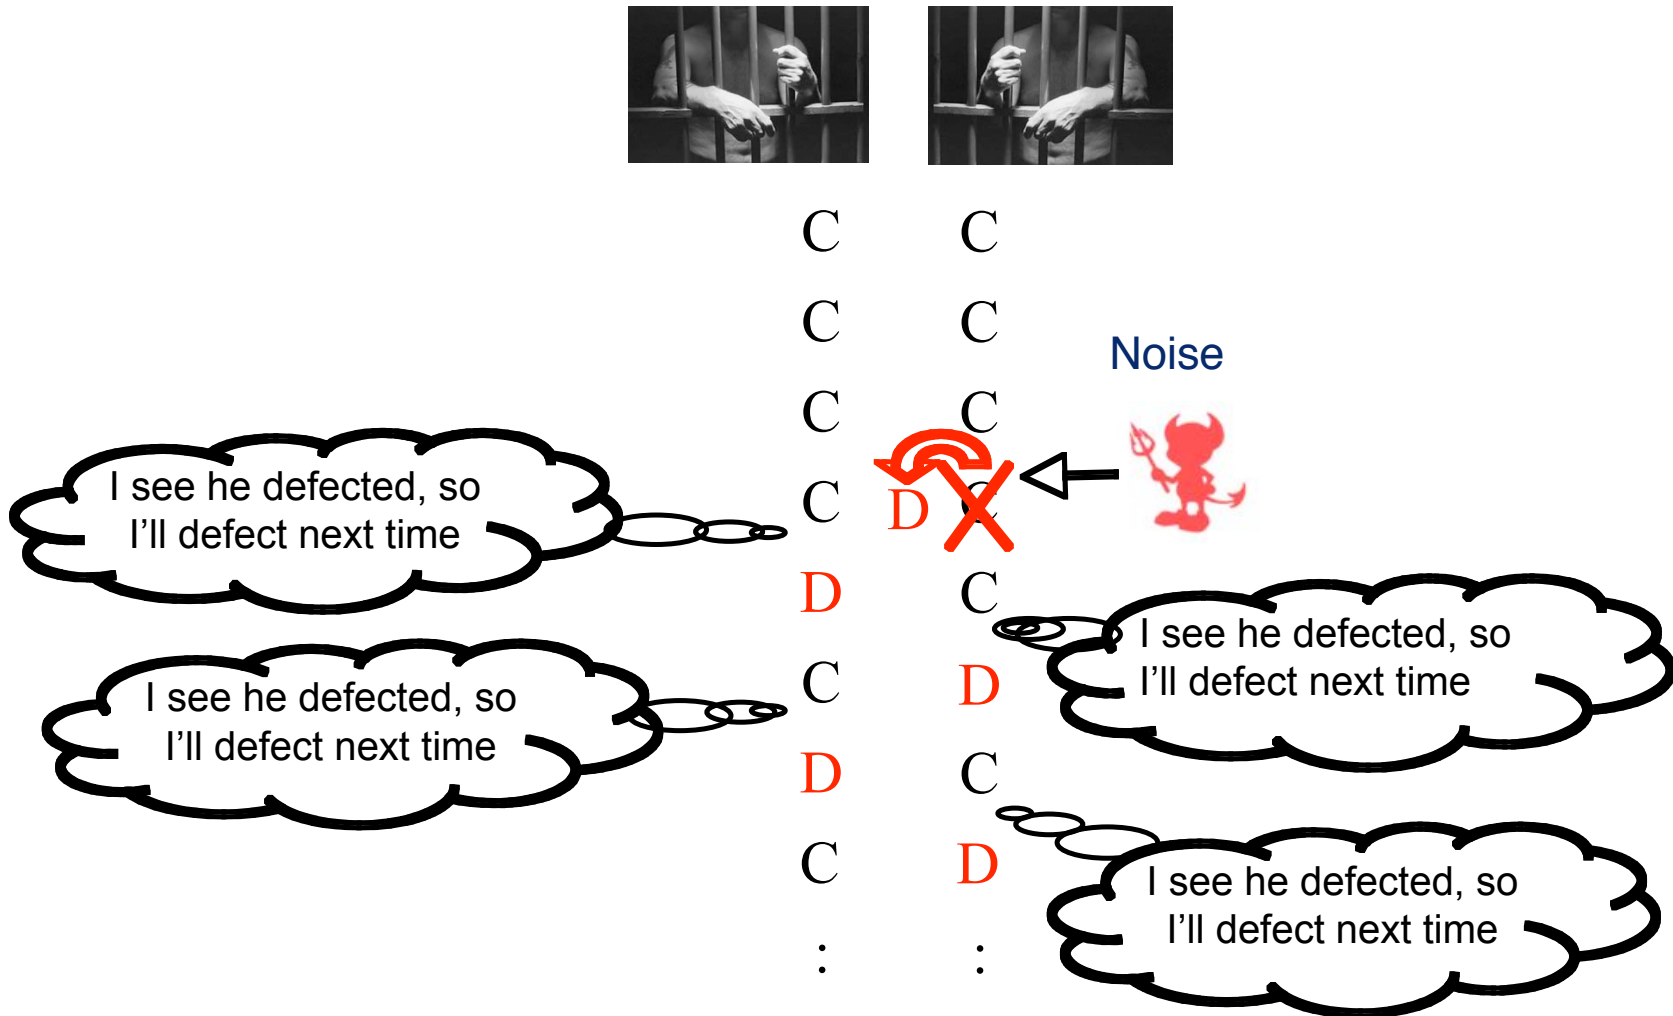 C C
C C
Noise
C C
I see he defected, so
I'll defect next time
C D C
D C
I see he defected, so
I'll defect next time
C D
I see he defected, so
I'll defect next time
D C
C D
I see he defected, so
I'll defect next time
: :